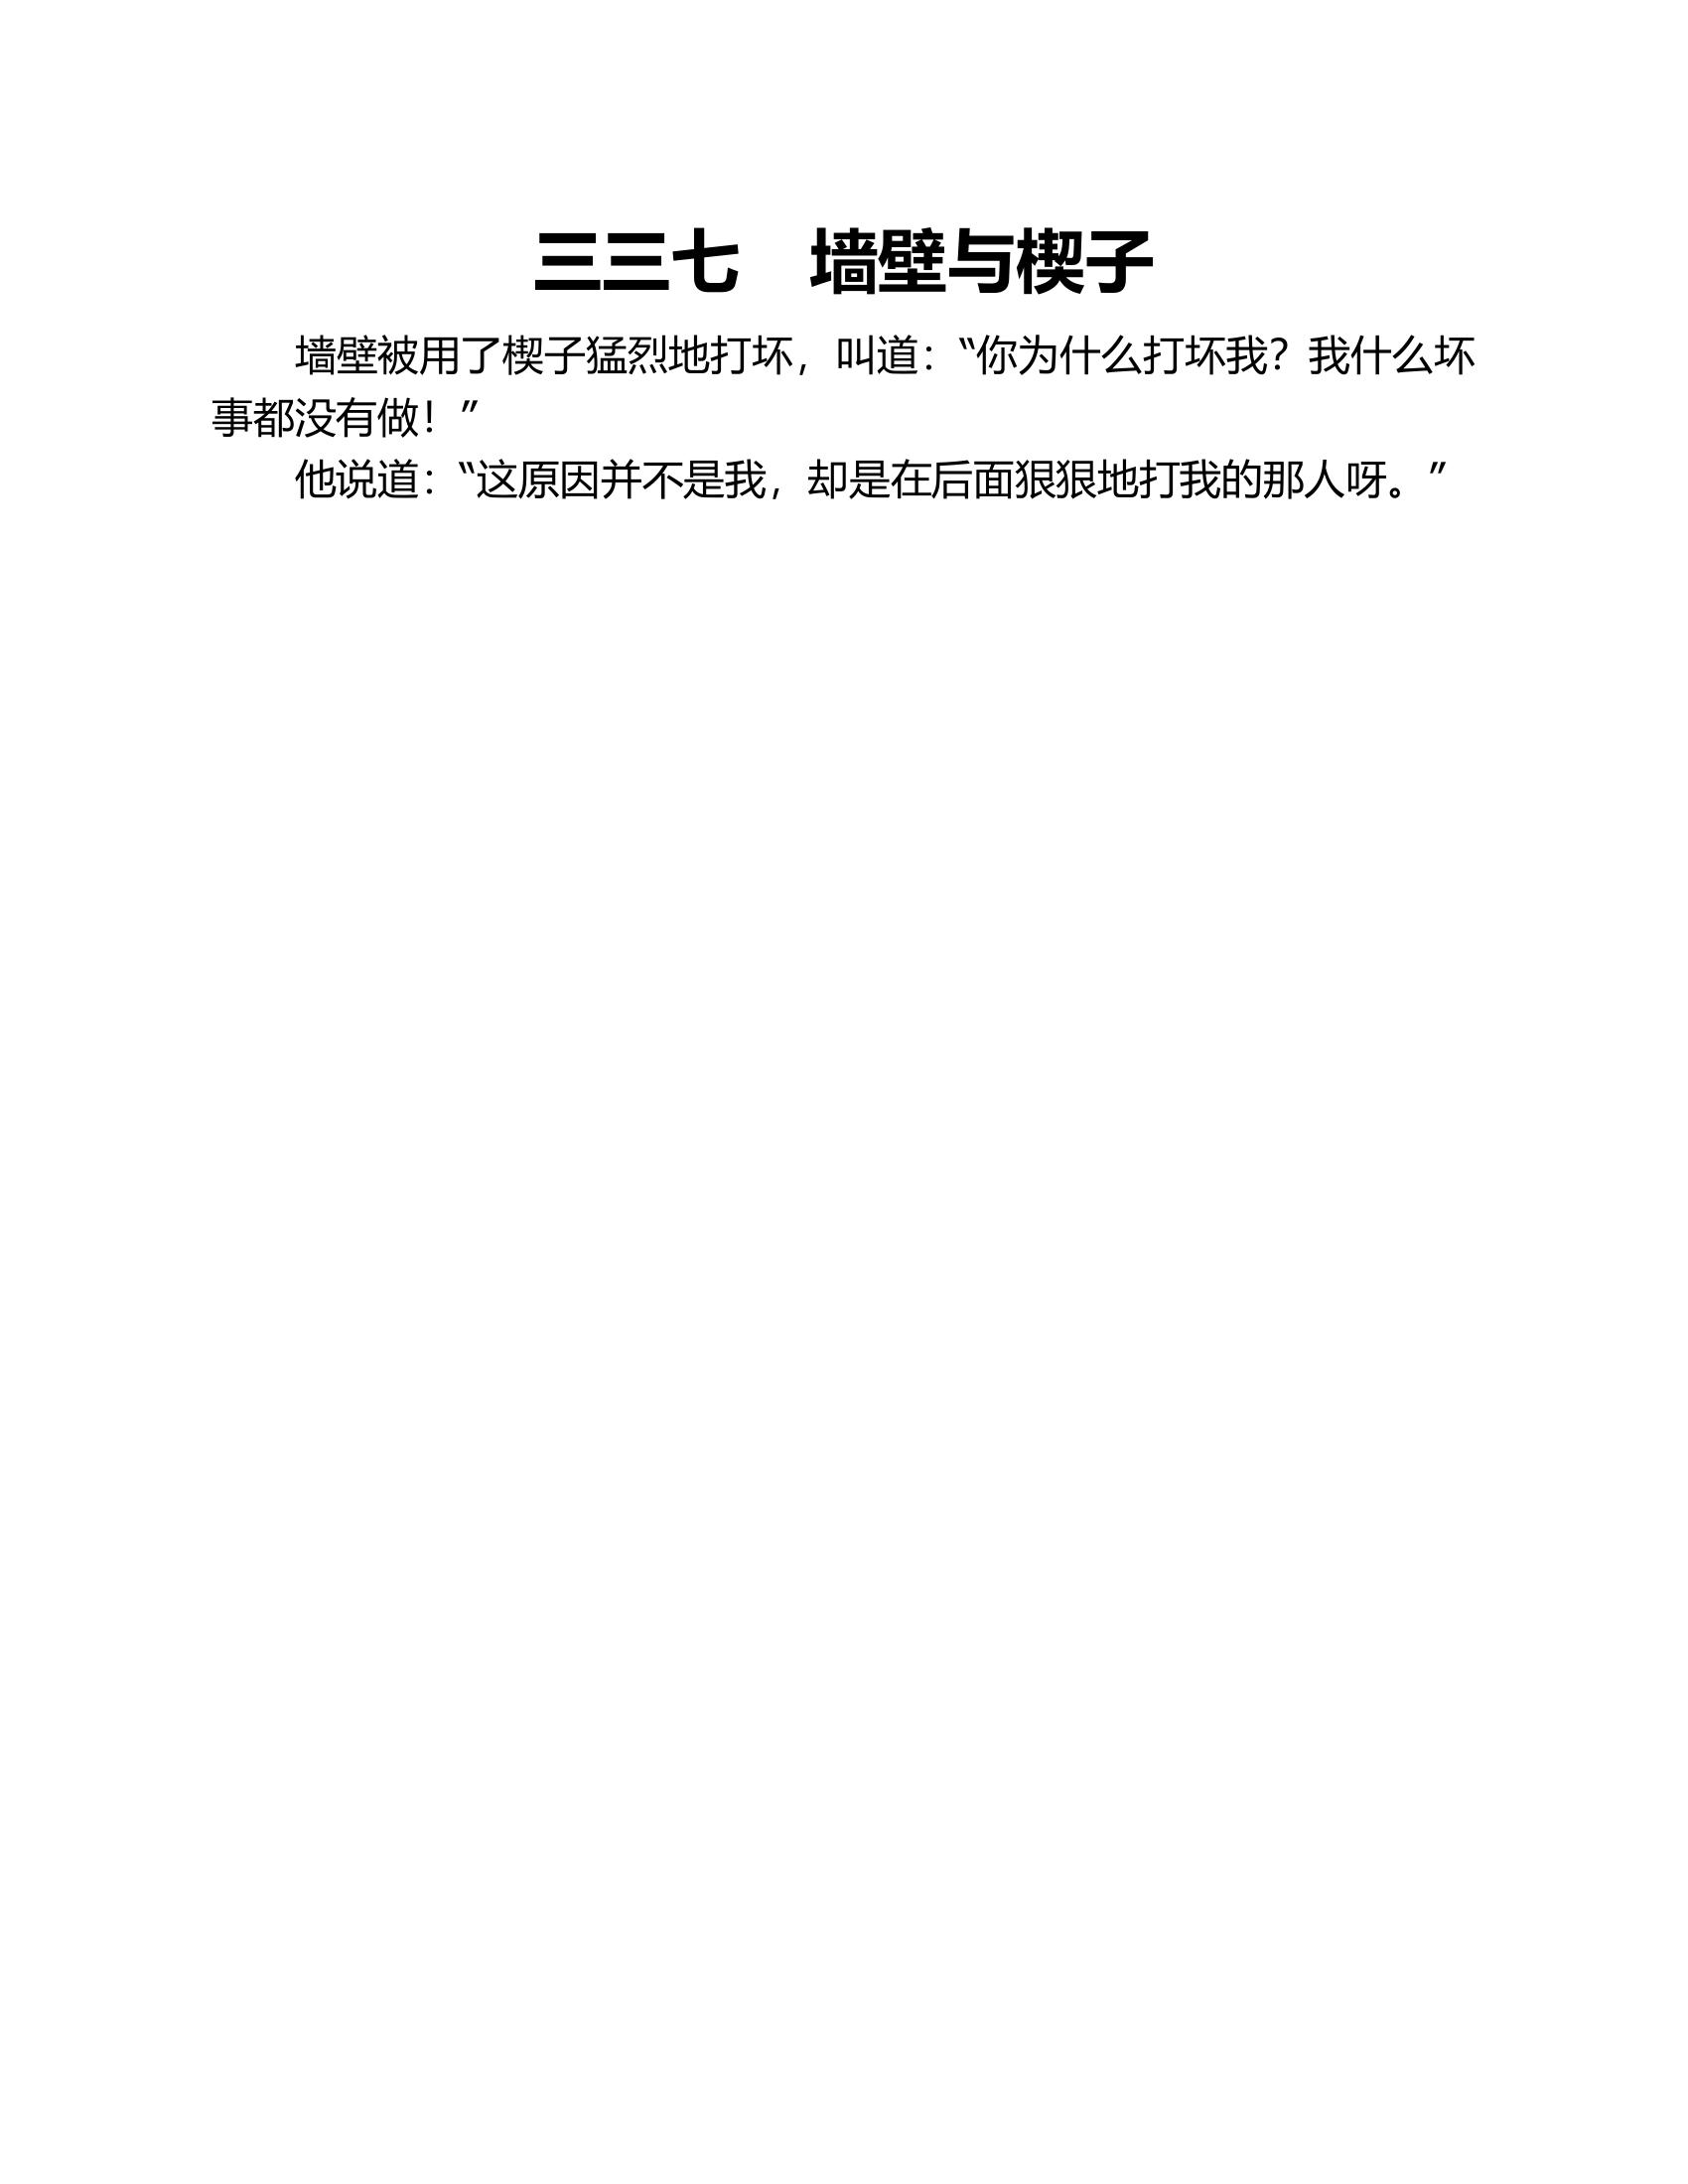 三三七　墙壁与楔子
墙壁被用了楔子猛烈地打坏，叫道：“你为什么打坏我？我什么坏
事都没有做！”
他说道：“这原因并不是我，却是在后面狠狠地打我的那人呀。”